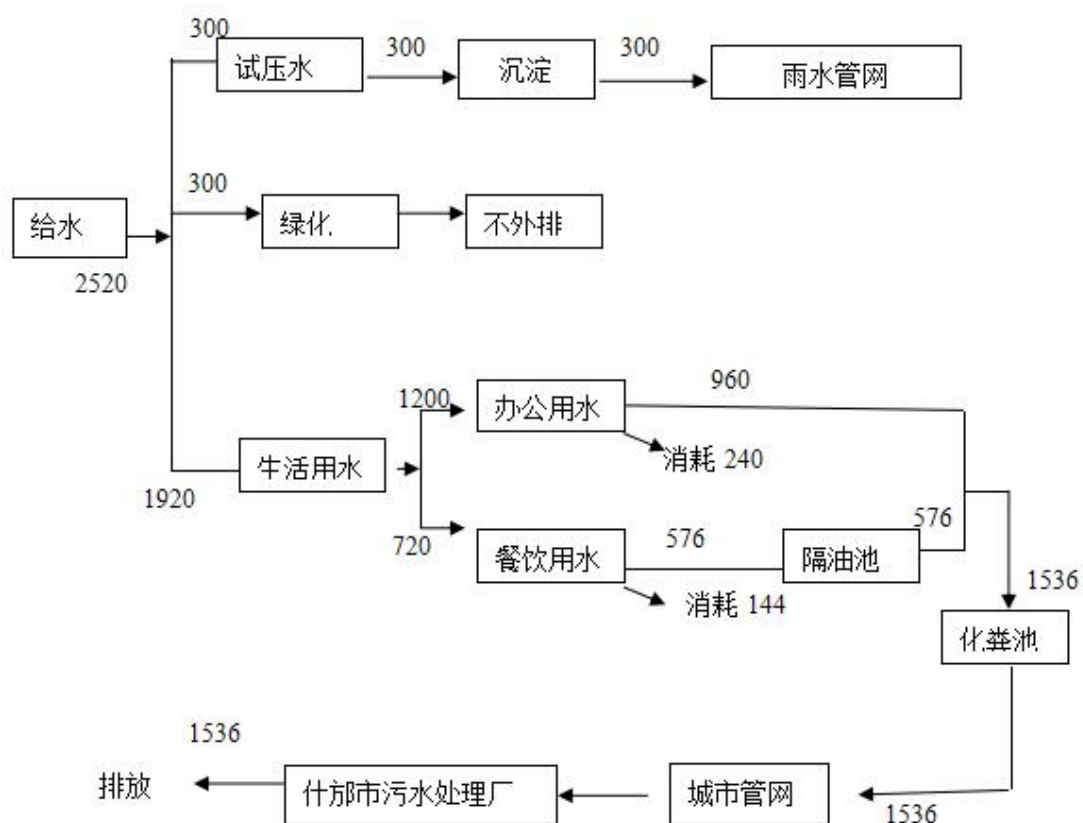 300
试压水
300
沉淀
300
雨水管网
300
绿化
不外排
给水
2520
1200
办公用水
960
消耗 240
生活用水
1920
720
餐饮用水
576
隔油池
576
消耗 144
1536
化粪池
1536
排放
什邡市污水处理厂
城市管网
1536